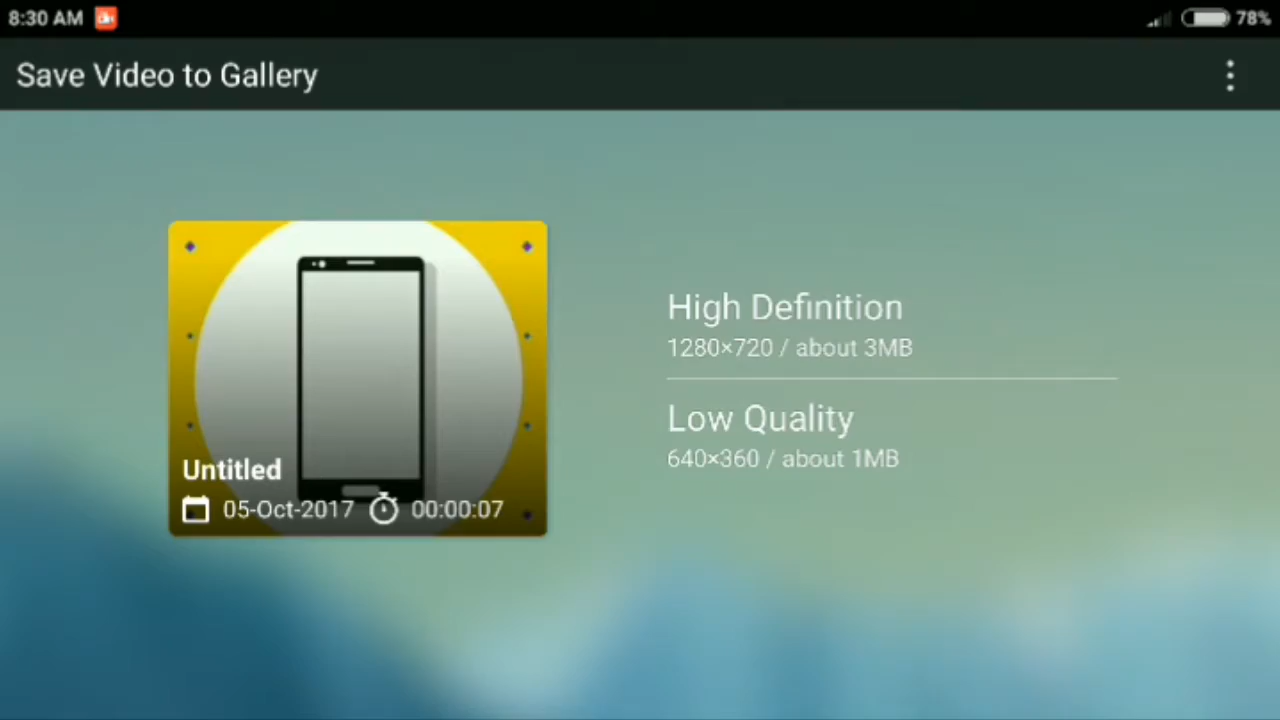 8:30 AM
78%
Save Video to Gallery
Untitled
05-Oct-2017 00:00:07
High Definition
1280×720 / about 3MB
Low Quality
640×360 / about 1MB